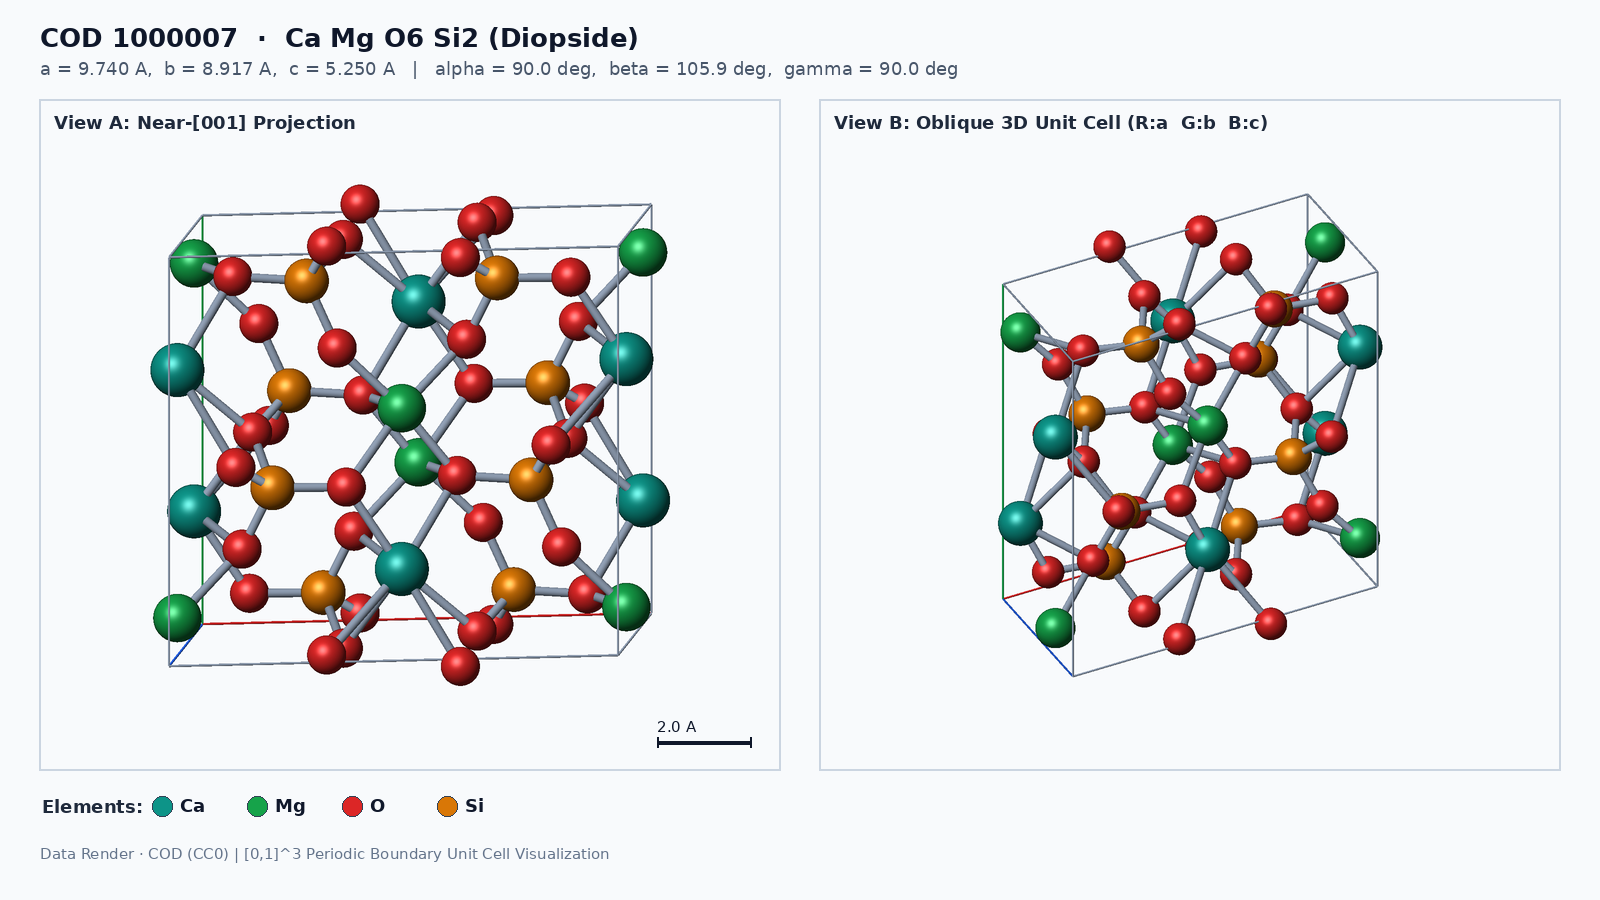 COD 1000007  ·  Ca Mg O6 Si2 (Diopside)
a = 9.740 A,  b = 8.917 A,  c = 5.250 A   |   alpha = 90.0 deg,  beta = 105.9 deg,  gamma = 90.0 deg
View A: Near-[001] Projection
View B: Oblique 3D Unit Cell (R:a  G:b  B:c)
2.0 A
Elements: Ca Mg O Si
Data Render · COD (CC0) | [0,1]^3 Periodic Boundary Unit Cell Visualization